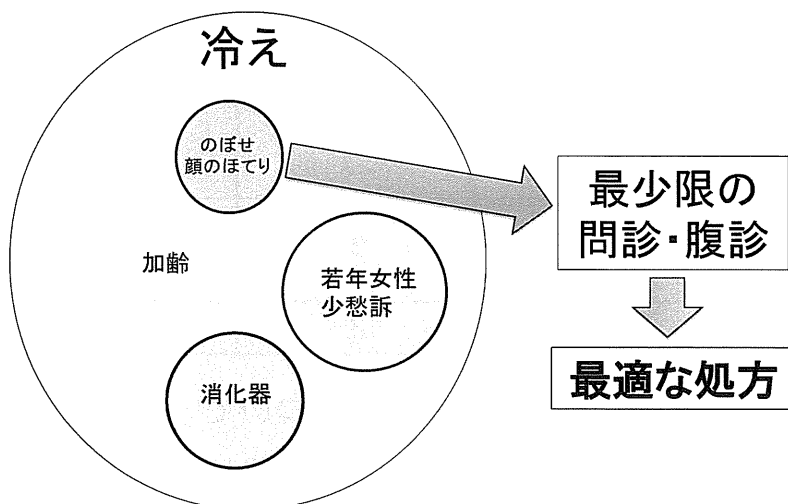 冷え
のぼせ
顔のほてり
加齢
若年女性
少愁訴
消化器
最少限の
問診・腹診
最適な処方